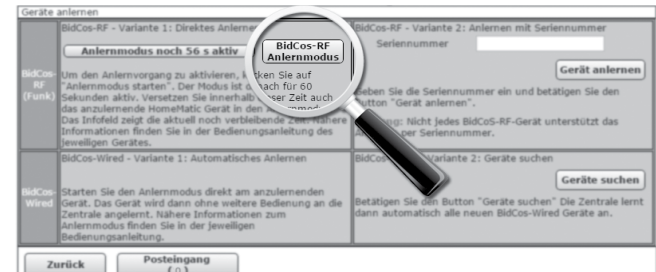 Geräte anlernen
BidCos-RF - Variante 1: Direktes Anlernen
Anlernmodus noch 56 s aktiv
BidCos-RF
Anlernmodus
BidCos-
RF
(Funk)
Um den Anlernvorgang zu aktivieren, klicken Sie auf
"Anlernmodus starten". Der Modus ist danach für 60
Sekunden aktiv. Versetzen Sie innerhalb dieser Zeit auch
das anzulernende HomeMatic Gerät in den Anlernmodus.
Das Infofeld zeigt die aktuell noch verbleibende Zeit. Nähere
Informationen finden Sie in der Bedienungsanleitung des
jeweiligen Gerätes.
BidCos-RF - Variante 2: Anlernen mit Seriennummer
Seriennummer
Gerät anlernen
Geben Sie die Seriennummer ein und betätigen Sie den
Button "Gerät anlernen".
Nicht jedes BidCoS-RF-Gerät unterstützt das
per Seriennummer.
BidCos-
Wired
BidCos-Wired - Variante 1: Automatisches Anlernen
Starten Sie den Anlernmodus direkt am anzulernenden
Gerät. Das Gerät wird dann ohne weitere Bedienung an die
Zentrale angelernt. Nähere Informationen zum
Anlernmodus finden Sie in der jeweiligen
Bedienungsanleitung.
Variante 2: Geräte suchen
Geräte suchen
Betätigen Sie den Button "Geräte suchen" Die Zentrale lernt
dann automatisch alle neuen BidCos-Wired Geräte an.
Zurück
Posteingang